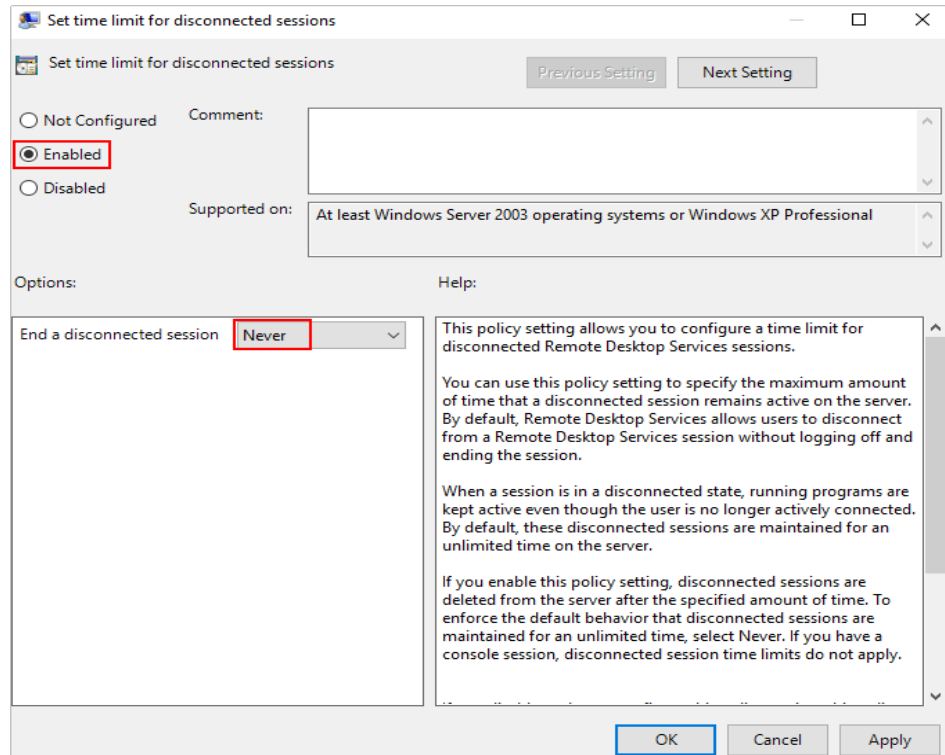 Set time limit for disconnected sessions
Set time limit for disconnected sessions
Previous Setting
Next Setting
Not Configured
Comment:
Enabled
Disabled
Supported on:
At least Windows Server 2003 operating systems or Windows XP Professional
Options:
Help:
End a disconnected session
Never
This policy setting allows you to configure a time limit for
disconnected Remote Desktop Services sessions.
You can use this policy setting to specify the maximum amount
of time that a disconnected session remains active on the server.
By default, Remote Desktop Services allows users to disconnect
from a Remote Desktop Services session without logging off and
ending the session.
When a session is in a disconnected state, running programs are
kept active even though the user is no longer actively connected.
By default, these disconnected sessions are maintained for an
unlimited time on the server.
If you enable this policy setting, disconnected sessions are
deleted from the server after the specified amount of time. To
enforce the default behavior that disconnected sessions are
maintained for an unlimited time, select Never. If you have a
console session, disconnected session time limits do not apply.
OK
Cancel
Apply